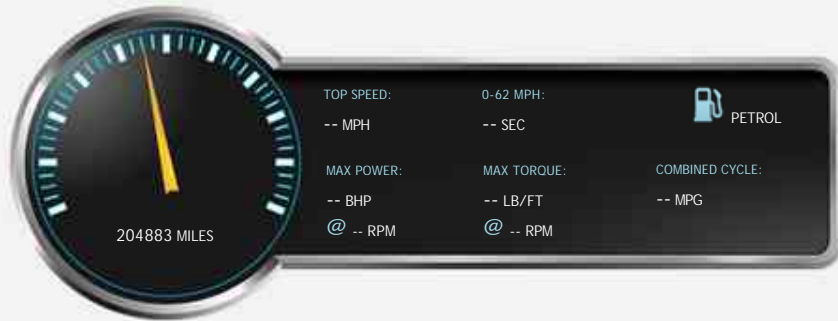 TOP SPEED:
-- MPH
0-62 MPH:
-- SEC
PETROL
MAX POWER:
-- BHP
@ -- RPM
MAX TORQUE:
-- LB/FT
@ -- RPM
COMBINED CYCLE:
-- MPG
204883 MILES